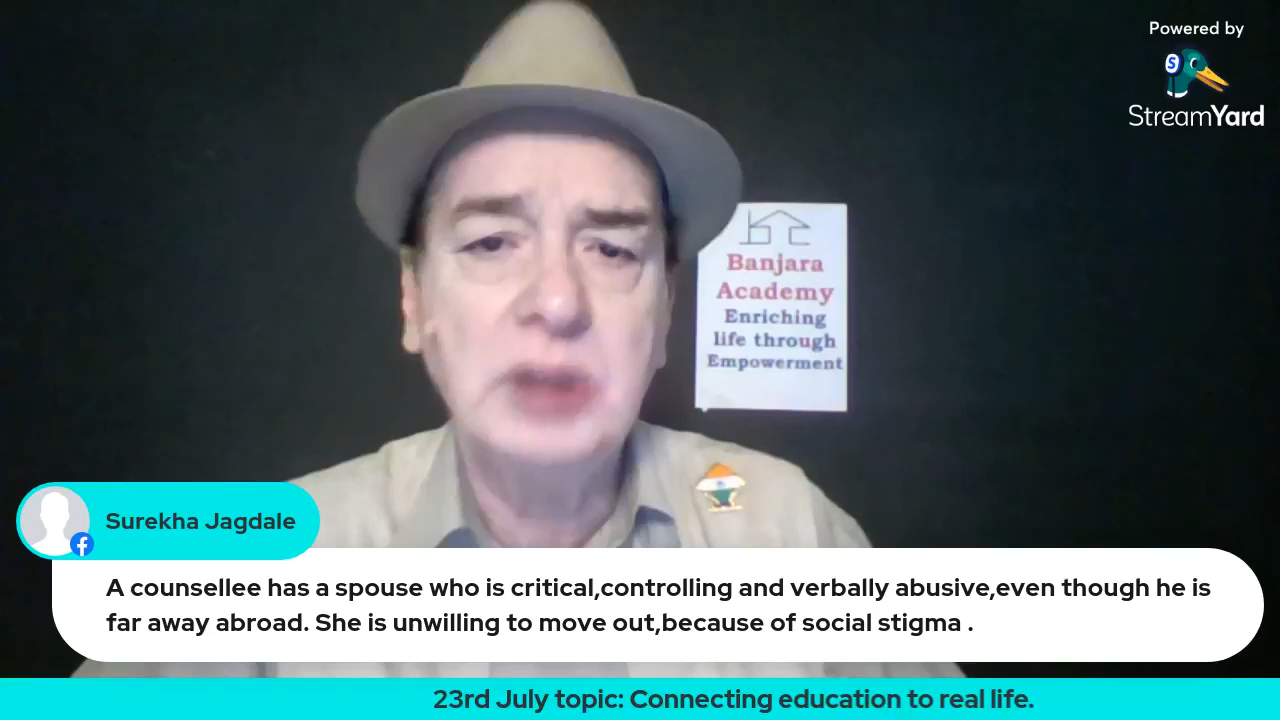 Powered by
StreamYard
Banjara
Academy
Enriching
life through
Empowerment
Surekha Jagdale
A counsellee has a spouse who is critical,controlling and verbally abusive,even though he is
far away abroad. She is unwilling to move out,because of social stigma .
23rd July topic: Connecting education to real life.